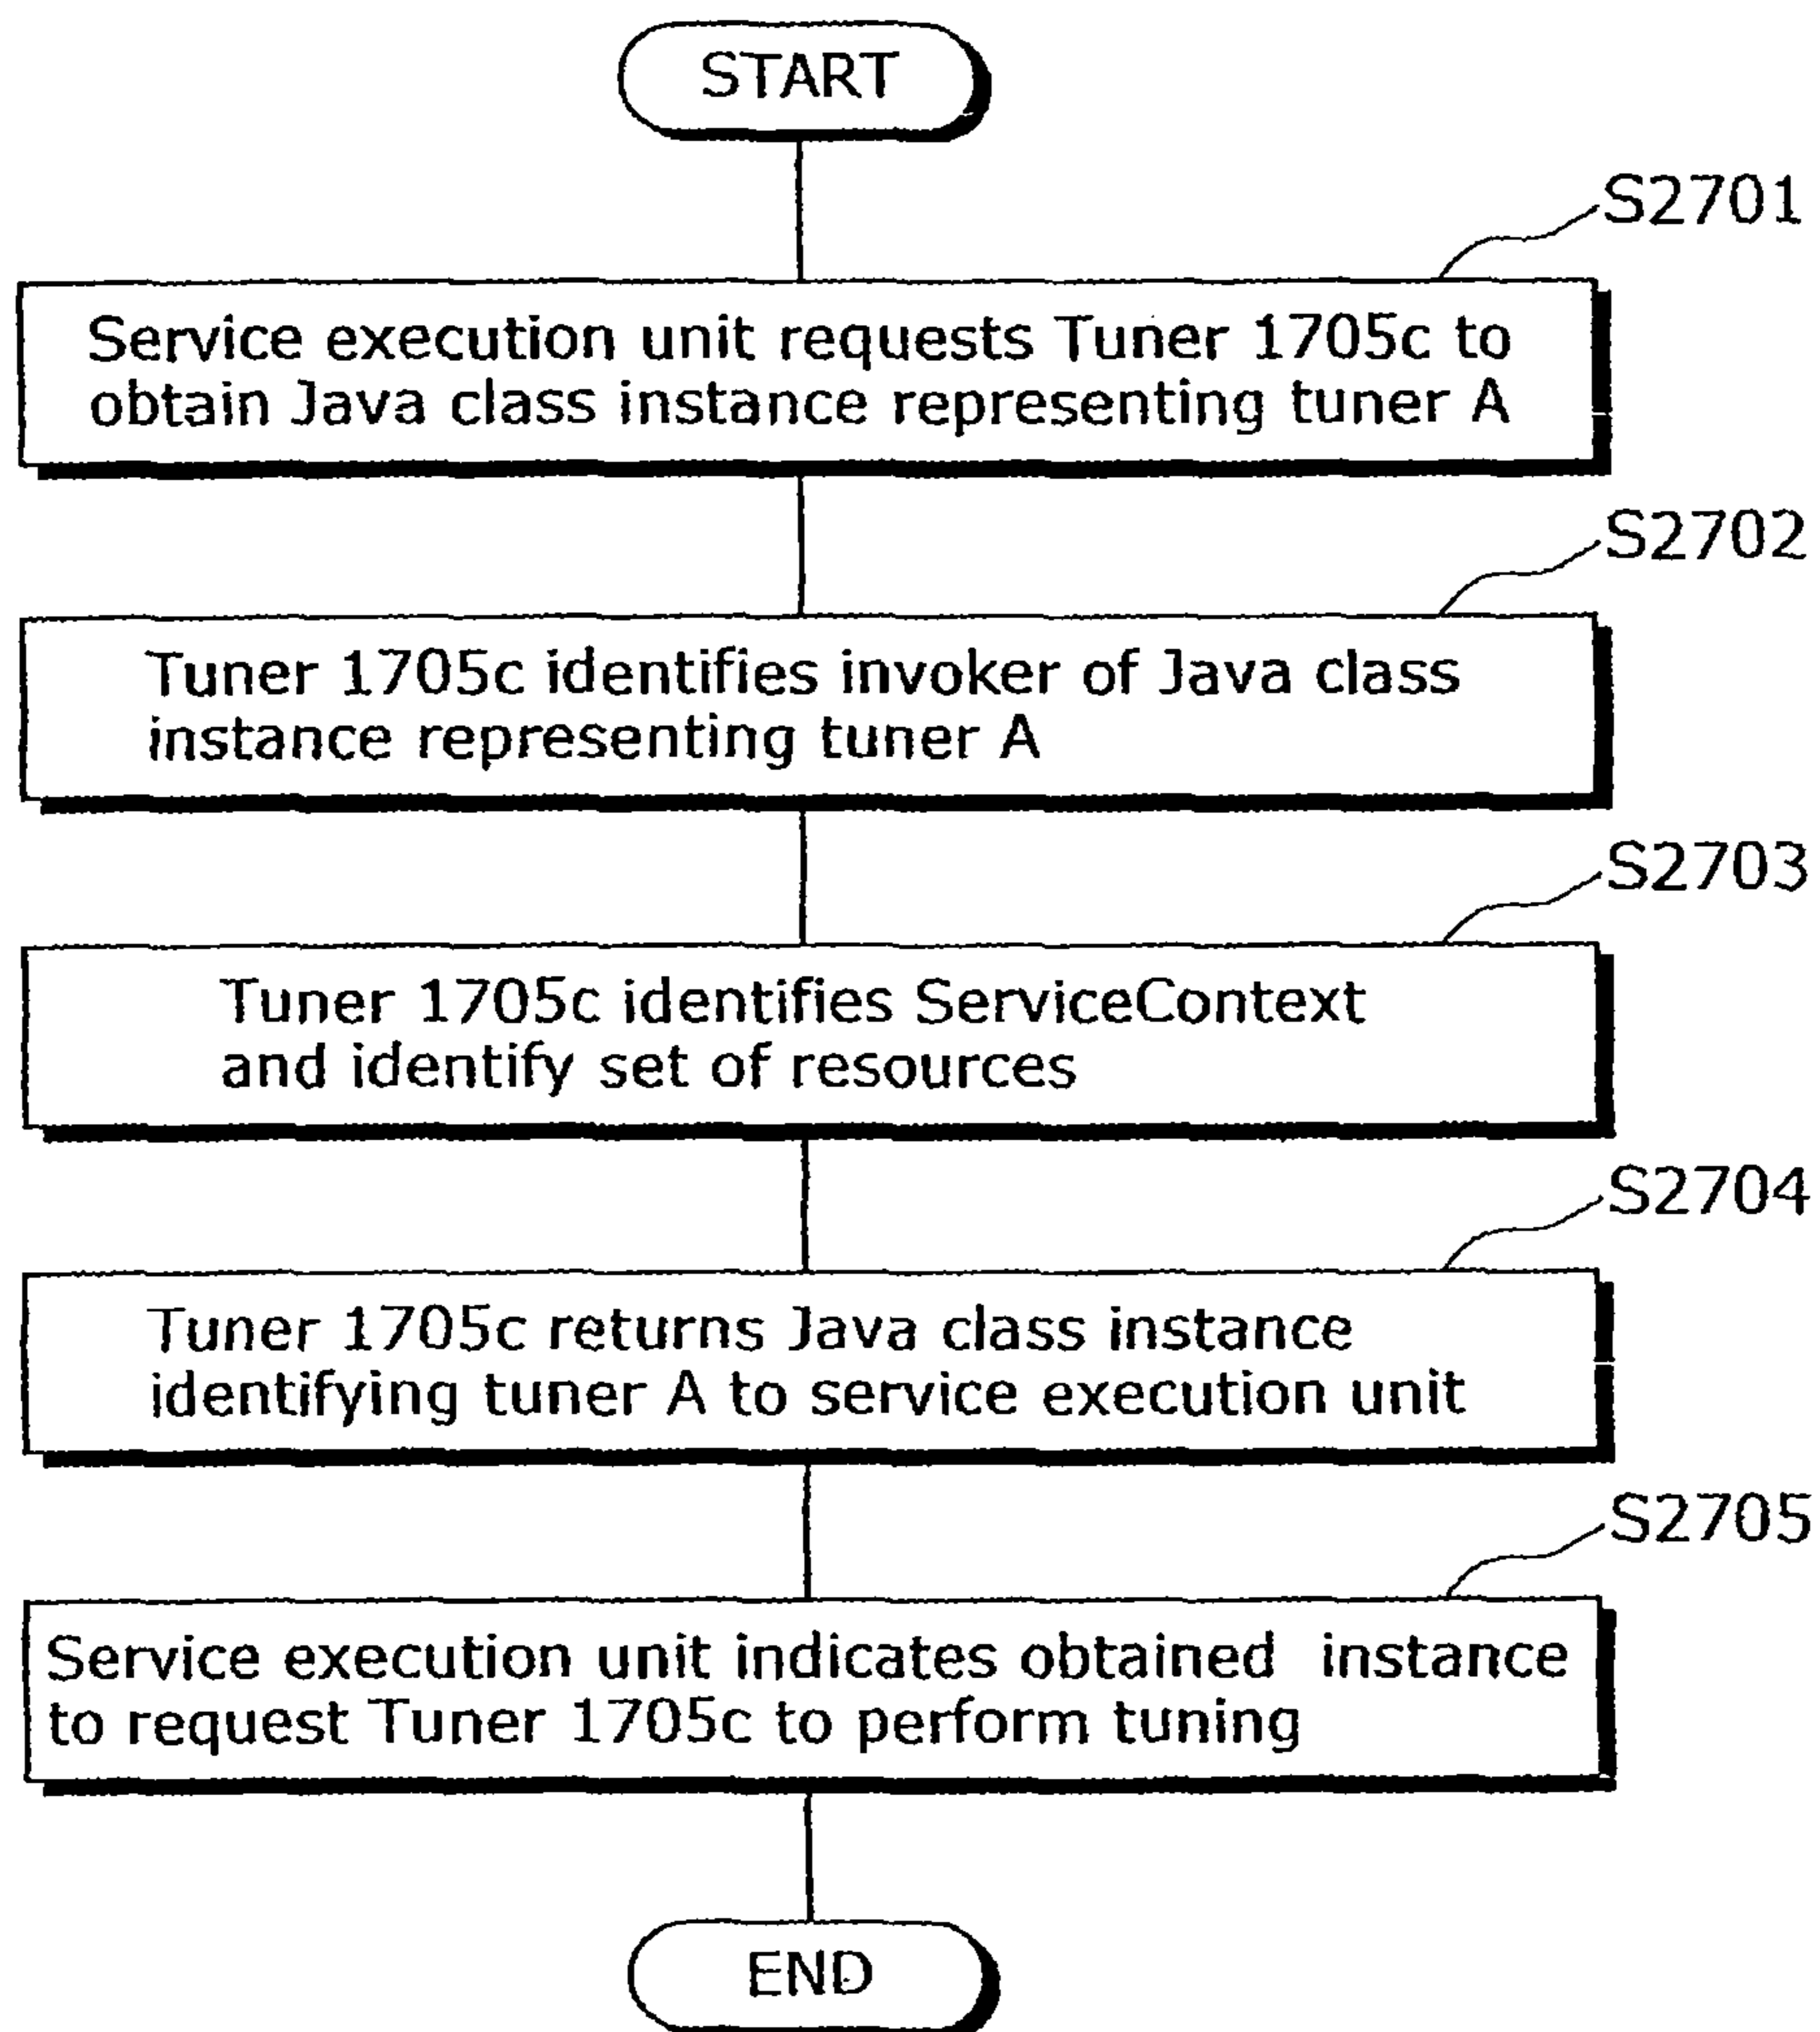 START
S2701
Service execution unit requests Tuner 1705c to
obtain Java class instance representing tuner A
S2702
Tuner 1705c identifies invoker of Java class
instance representing tuner A
S2703
Tuner 1705c identifies ServiceContext
and identify set of resources
S2704
Tuner 1705c returns Java class instance
identifying tuner A to service execution unit
S2705
Service execution unit indicates obtained instance
to request Tuner 1705c to perform tuning
END